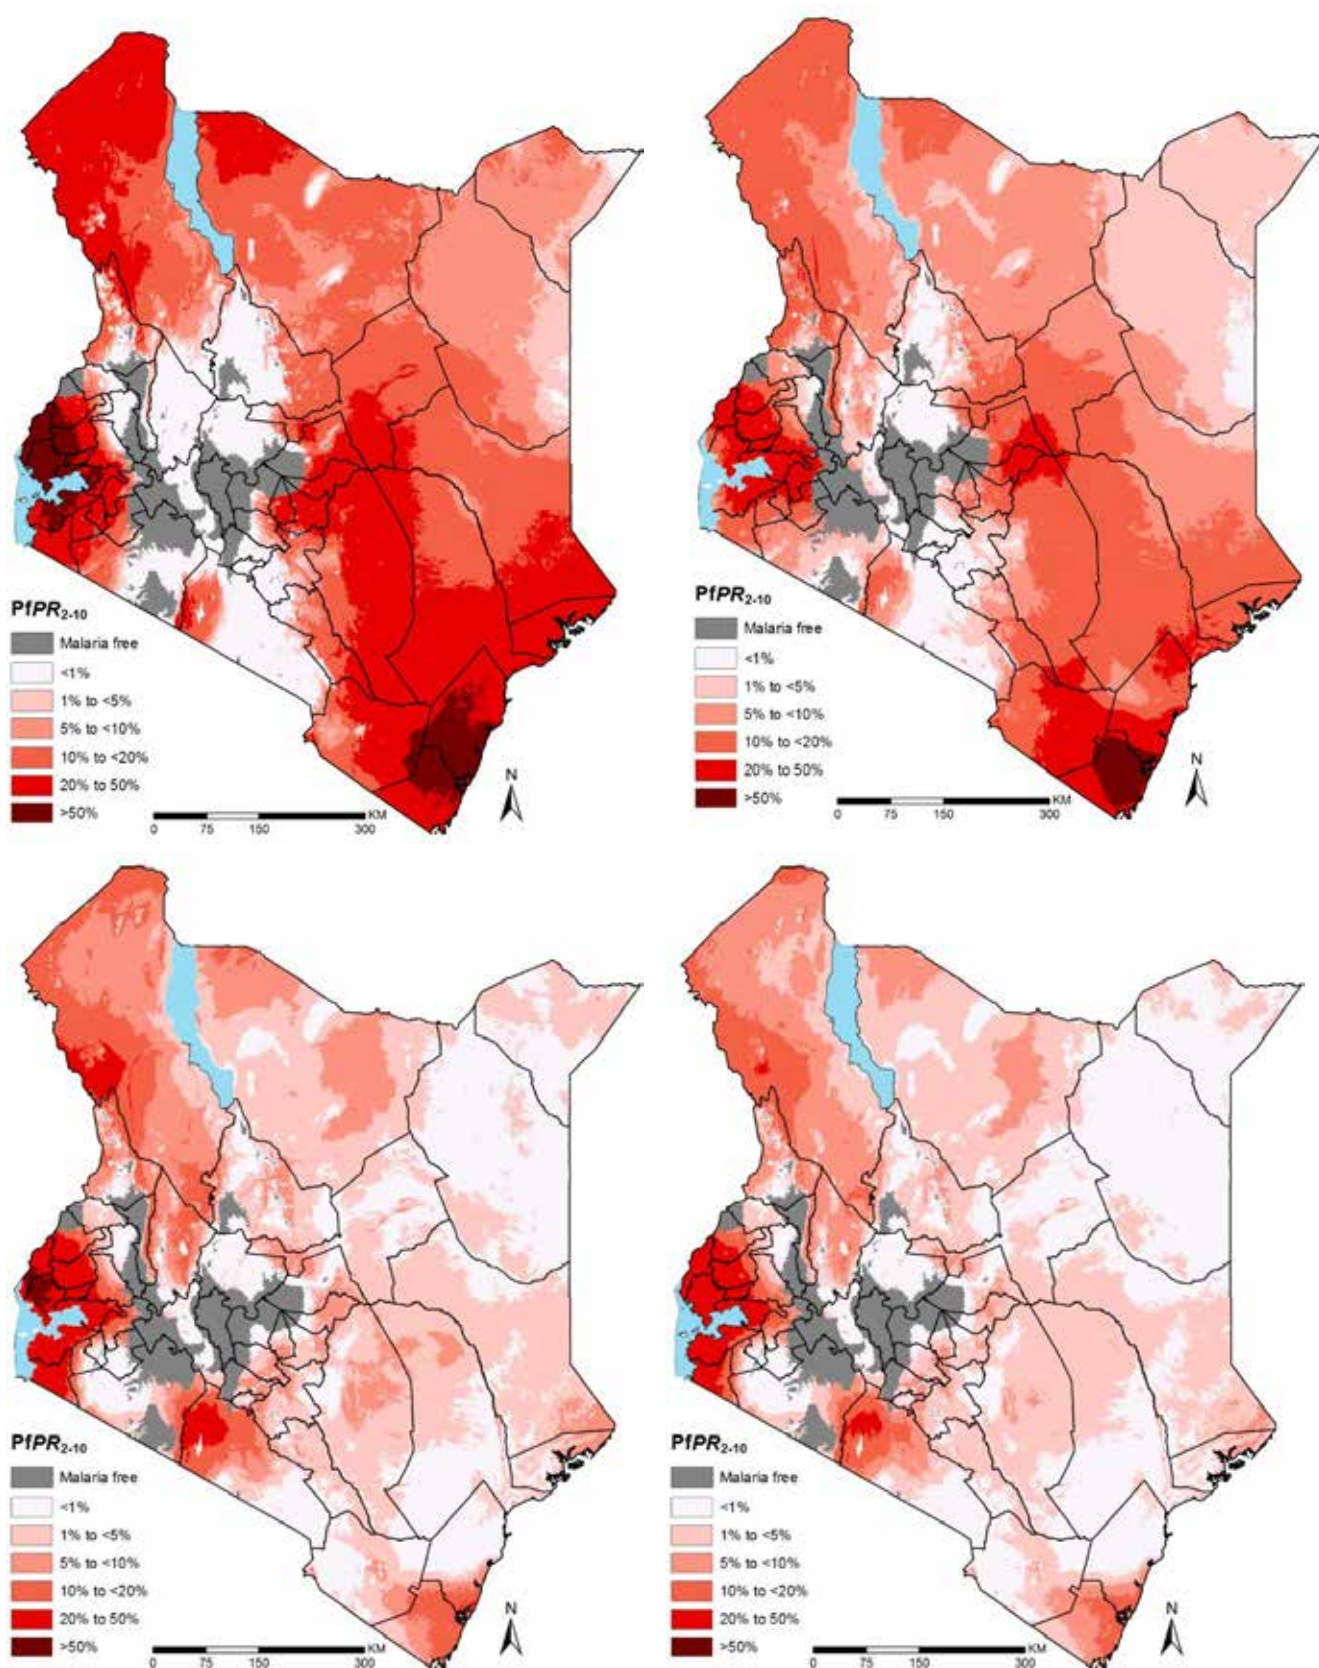 PfPR2-10
Malaria free
<1%
1% to <5%
5% to <10%
10% to <20%
20% to 50%
>50%
N
KM
0 75 150 300
PfPR2-10
Malaria free
<1%
1% to <5%
5% to <10%
10% to <20%
20% to 50%
>50%
N
KM
0 75 150 300
PfPR2-10
Malaria free
<1%
1% to <5%
5% to <10%
10% to <20%
20% to 50%
>50%
N
KM
0 75 150 300
PfPR2-10
Malaria free
<1%
1% to <5%
5% to <10%
10% to <20%
20% to 50%
>50%
N
KM
0 75 150 300